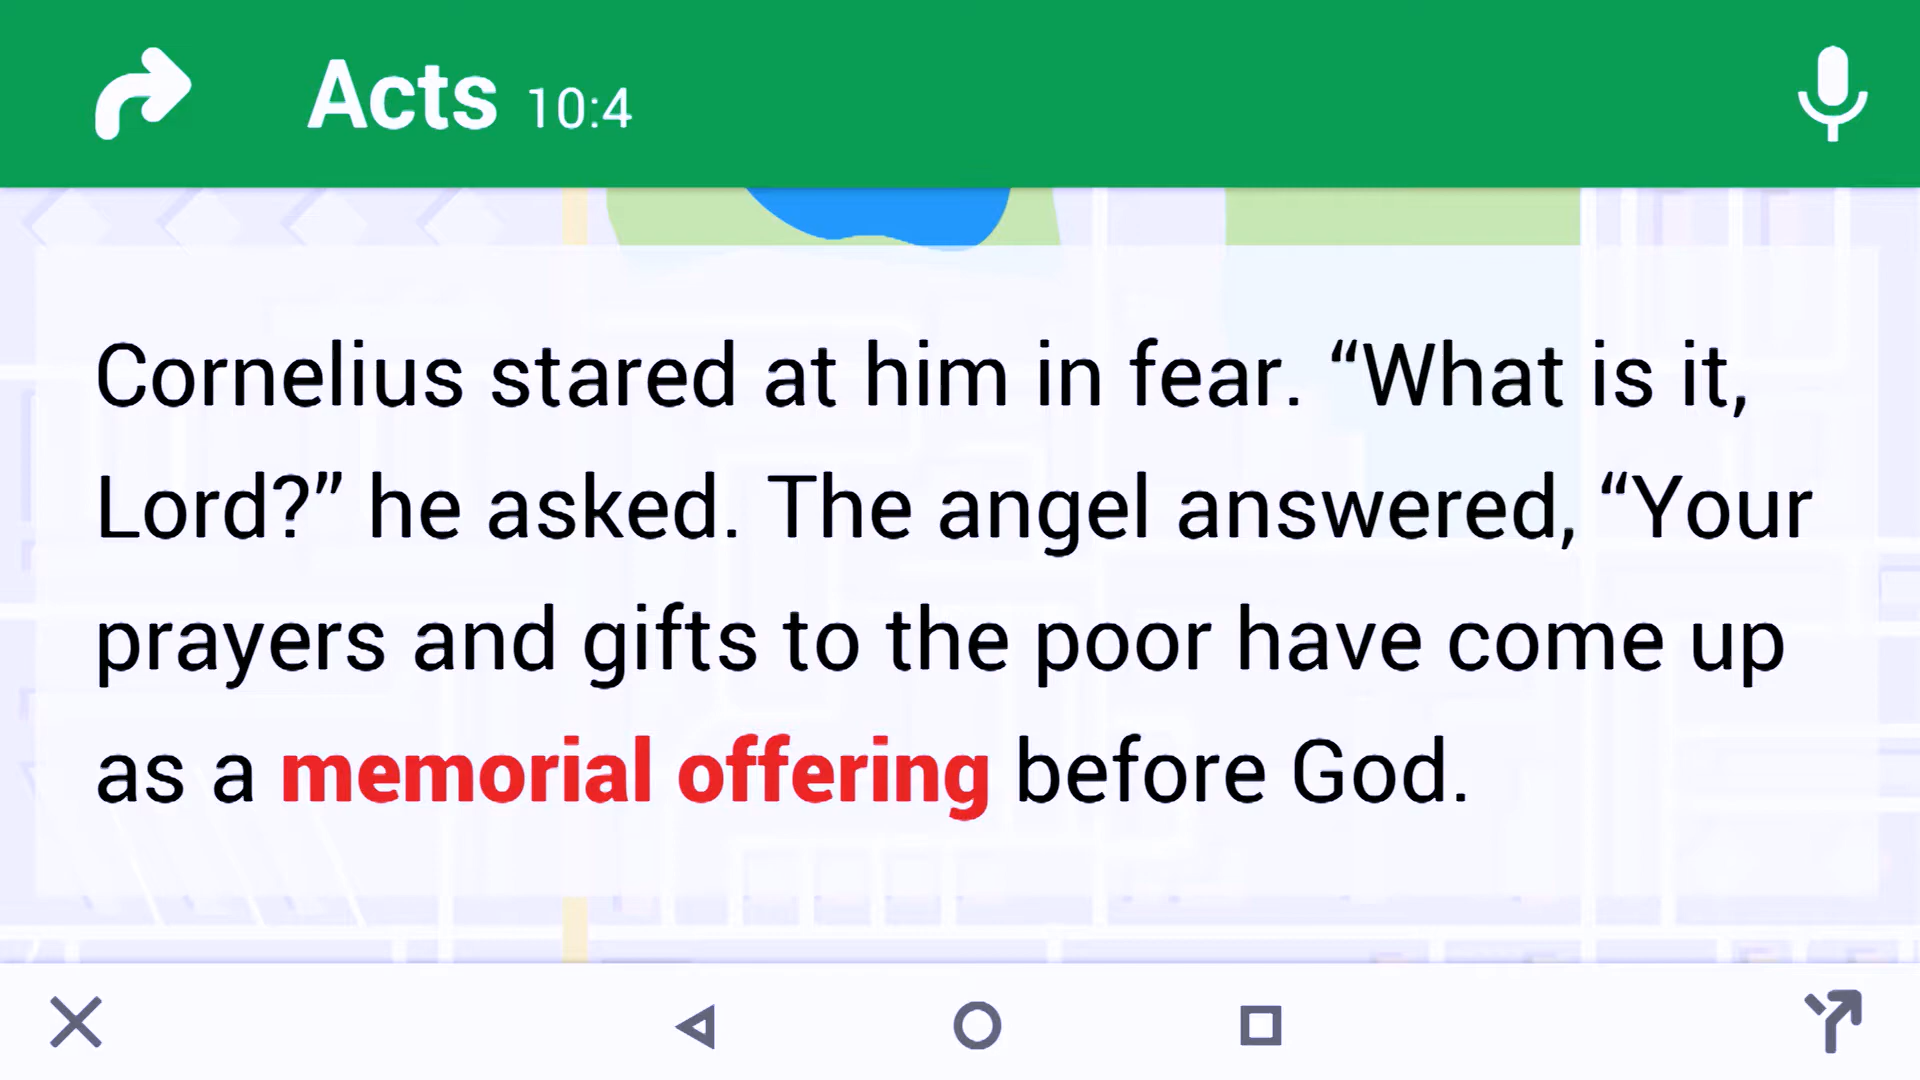 Acts 10:4
Cornelius stared at him in fear. “What is it,
Lord?” he asked. The angel answered, “Your
prayers and gifts to the poor have come up
as a memorial offering before God.